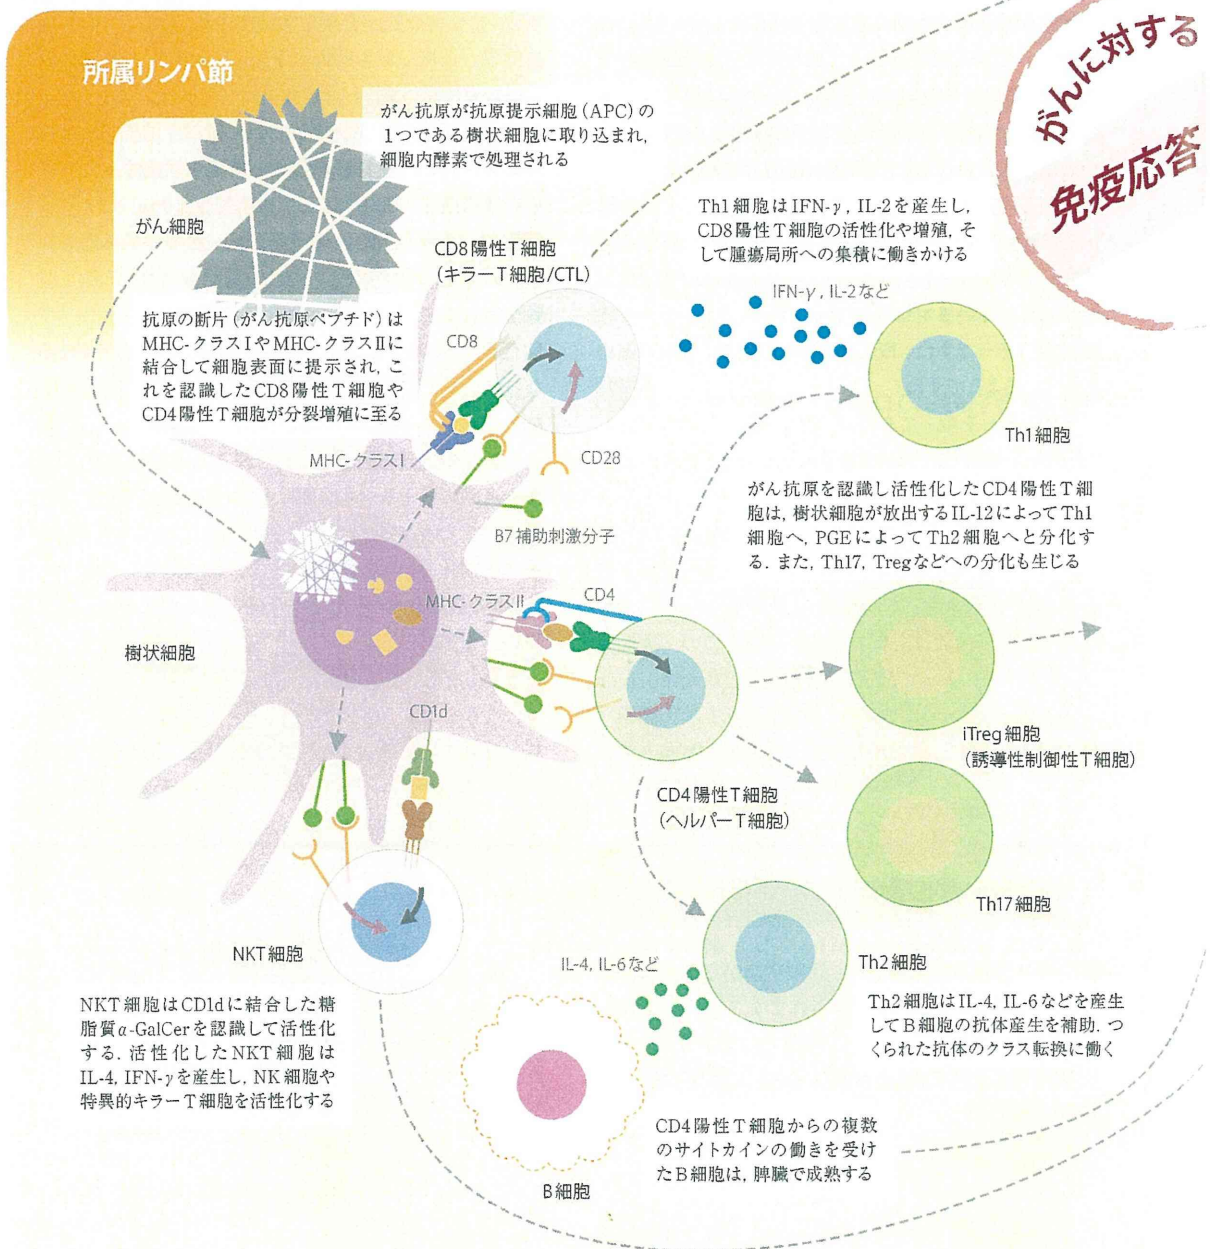 がんに対する
免疫応答
所属リンパ節
がん抗原が抗原提示細胞(APC)の
1つである樹状細胞に取り込まれ,
細胞内酵素で処理される
がん細胞
CD8陽性T細胞
(キラーT細胞/CTL)
Th1細胞はIFN-γ, IL-2を産生し,
CD8陽性T細胞の活性化や増殖, そ
して腫瘍局所への集積に働きかける
IFN-γ, IL-2など
抗原の断片(がん抗原ペプチド)は
MHC-クラスIやMHC-クラスIIに
結合して細胞表面に提示され, こ
れを認識したCD8陽性T細胞や
CD4陽性T細胞が分裂増殖に至る
CD8
MHC-クラスI
CD28
Th1細胞
B7補助刺激分子
がん抗原を認識し活性化したCD4陽性T細
胞は, 樹状細胞が放出するIL-12によってTh1
細胞へ, PGEによってTh2細胞へと分化す
る. また, Th17, Tregなどへの分化も生じる
MHC-クラスII
CD4
樹状細胞
CD1d
iTreg細胞
(誘導性制御性T細胞)
CD4陽性T細胞
(ヘルパーT細胞)
Th17細胞
NKT細胞
IL-4, IL-6など
Th2細胞
NKT細胞はCD1dに結合した糖
脂質α-GalCerを認識して活性化
する. 活性化したNKT細胞は
IL-4, IFN-γを産生し, NK細胞や
特異的キラーT細胞を活性化する
Th2細胞はIL-4, IL-6などを産生
してB細胞の抗体産生を補助. つ
くられた抗体のクラス転換に働く
CD4陽性T細胞からの複数
のサイトカインの働きを受け
たB細胞は, 脾臓で成熟する
B細胞